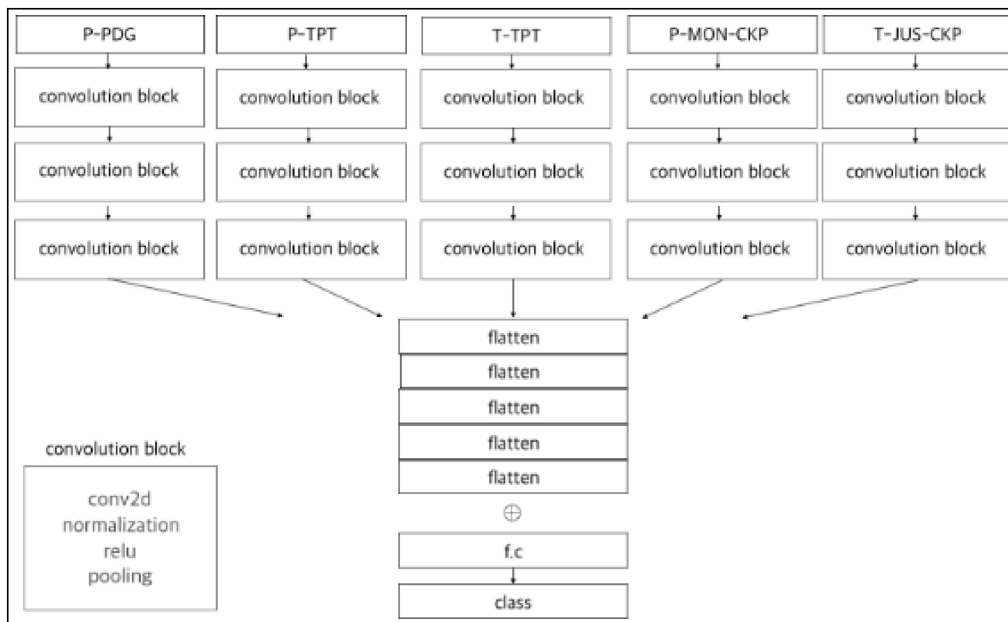 P-PDG P-TPT T-TPT P-MON-CKP T-JUS-CKP
convolution block convolution block convolution block convolution block convolution block
convolution block convolution block convolution block convolution block convolution block
convolution block convolution block convolution block convolution block convolution block
flatten
flatten
flatten
flatten
flatten
⊕
f.c
class
convolution block
conv2d
normalization
relu
pooling